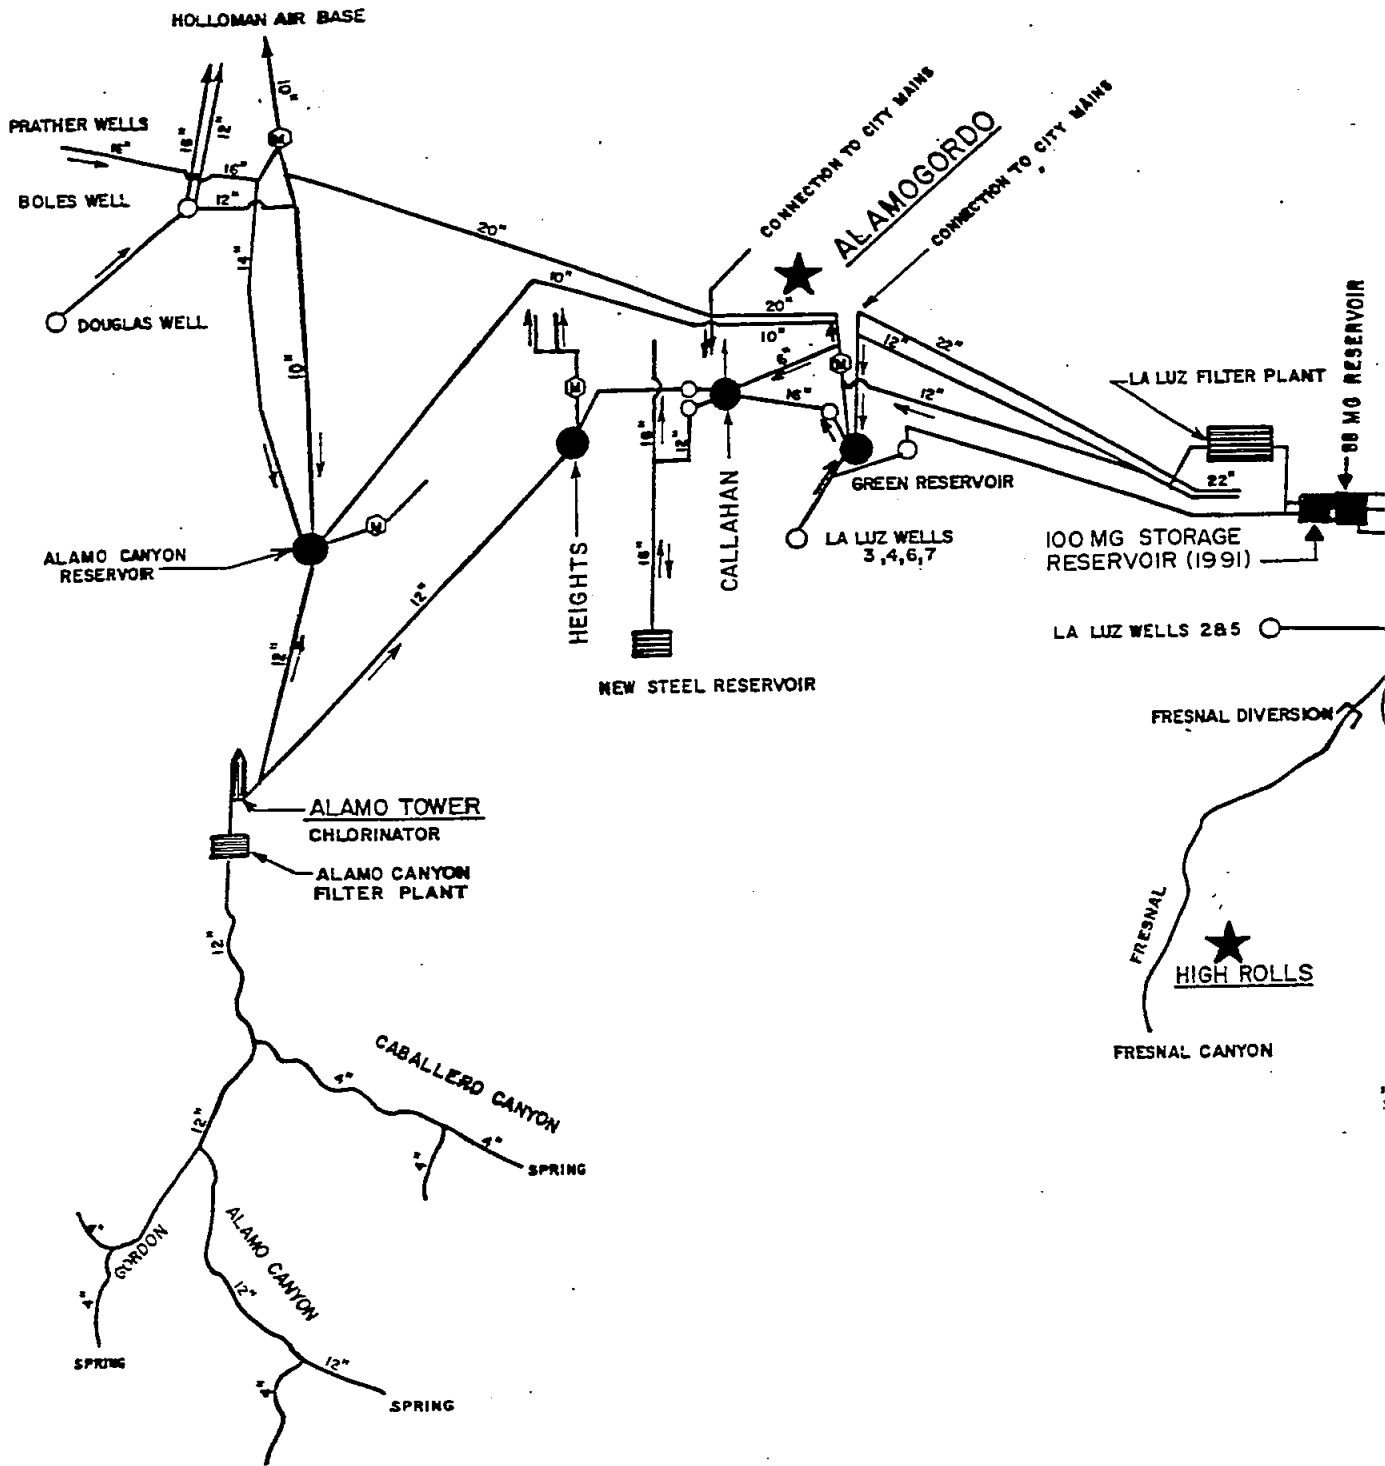 HOLLOMAN AIR BASE
10"
PRATHER WELLS
16"
12"
16"
BOLES WELL
12"
14"
DOUGLAS WELL
10"
20"
10"
CONNECTION TO CITY MAINS
ALAMOGORDO
CONNECTION TO CITY MAINS
20"
10"
6"
12"
22"
12"
16"
16"
12"
16"
M
M
M
M
LA LUZ FILTER PLANT
88 MG RESERVOIR
22"
GREEN RESERVOIR
LA LUZ WELLS
3,4,6,7
100 MG STORAGE
RESERVOIR (1991)
ALAMO CANYON
RESERVOIR
HEIGHTS
CALLAHAN
12"
12"
NEW STEEL RESERVOIR
LA LUZ WELLS 2&5
FRESNAL DIVERSION
ALAMO TOWER
CHLORINATOR
ALAMO CANYON
FILTER PLANT
12"
FRESNAL
HIGH ROLLS
FRESNAL CANYON
CABALLERO CANYON
4"
4"
4"
SPRING
12"
4"
GORDON
4"
SPRING
ALAMO CANYON
12"
12"
4"
SPRING